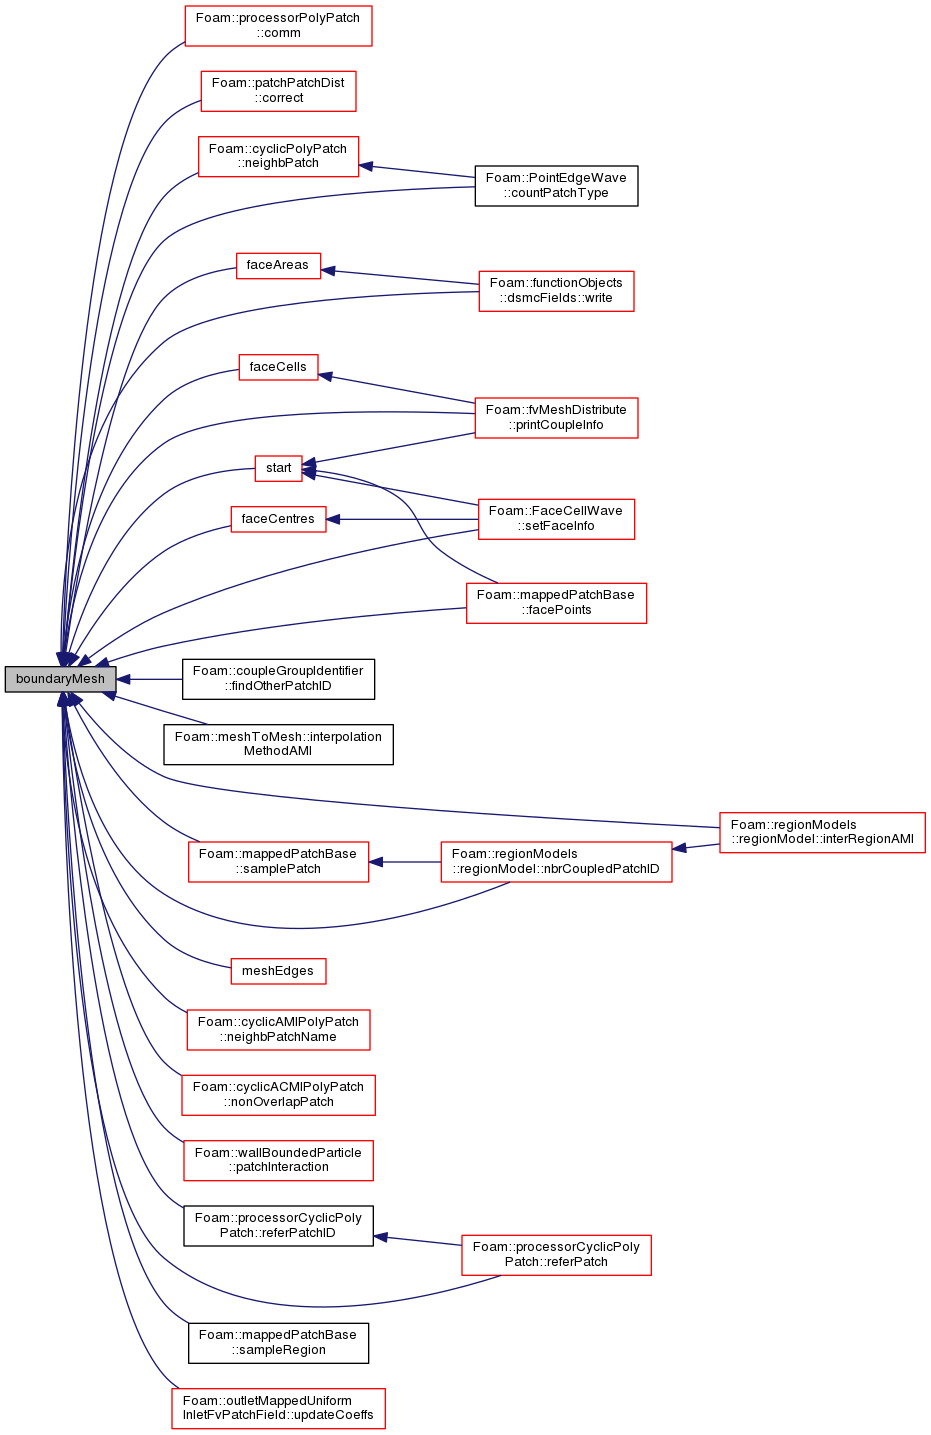 Foam::processorPolyPatch
::comm
Foam::patchPatchDist
::correct
Foam::cyclicPolyPatch
::neighbPatch
Foam::PointEdgeWave
::countPatchType
faceAreas
Foam::functionObjects
::dsmcFields::write
faceCells
Foam::fvMeshDistribute
::printCoupleInfo
start
Foam::FaceCellWave
::setFaceInfo
faceCentres
Foam::mappedPatchBase
::facePoints
boundaryMesh
Foam::coupleGroupIdentifier
::findOtherPatchID
Foam::meshToMesh::interpolation
MethodAMI
Foam::regionModels
::regionModel::interRegionAMI
Foam::mappedPatchBase
::samplePatch
Foam::regionModels
::regionModel::nbrCoupledPatchID
meshEdges
Foam::cyclicAMIPolyPatch
::neighbPatchName
Foam::cyclicACMIPolyPatch
::nonOverlapPatch
Foam::wallBoundedParticle
::patchInteraction
Foam::processorCyclicPoly
Patch::referPatchID
Foam::processorCyclicPoly
Patch::referPatch
Foam::mappedPatchBase
::sampleRegion
Foam::outletMappedUniform
InletFvPatchField::updateCoeffs